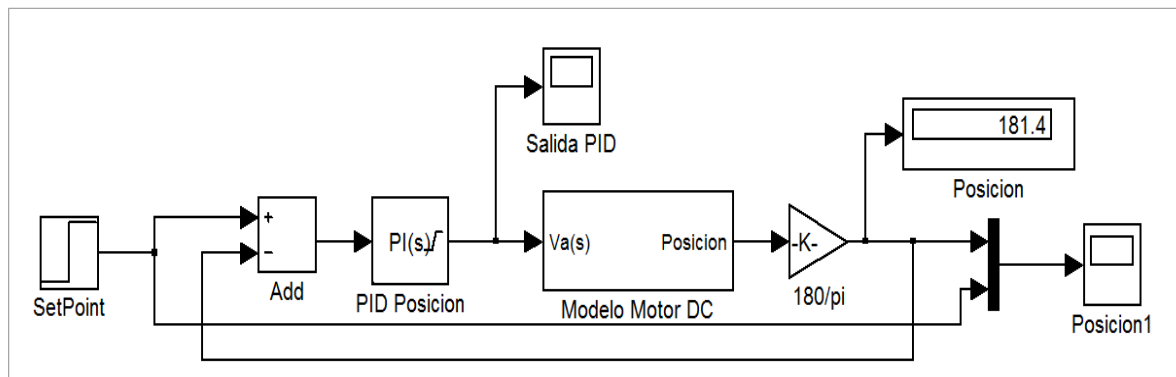 Salida PID
181.4
Posicion
SetPoint
+
−
Add
PI(s)
PID Posicion
Va(s)
Posicion
Modelo Motor DC
-K-
180/pi
Posicion1